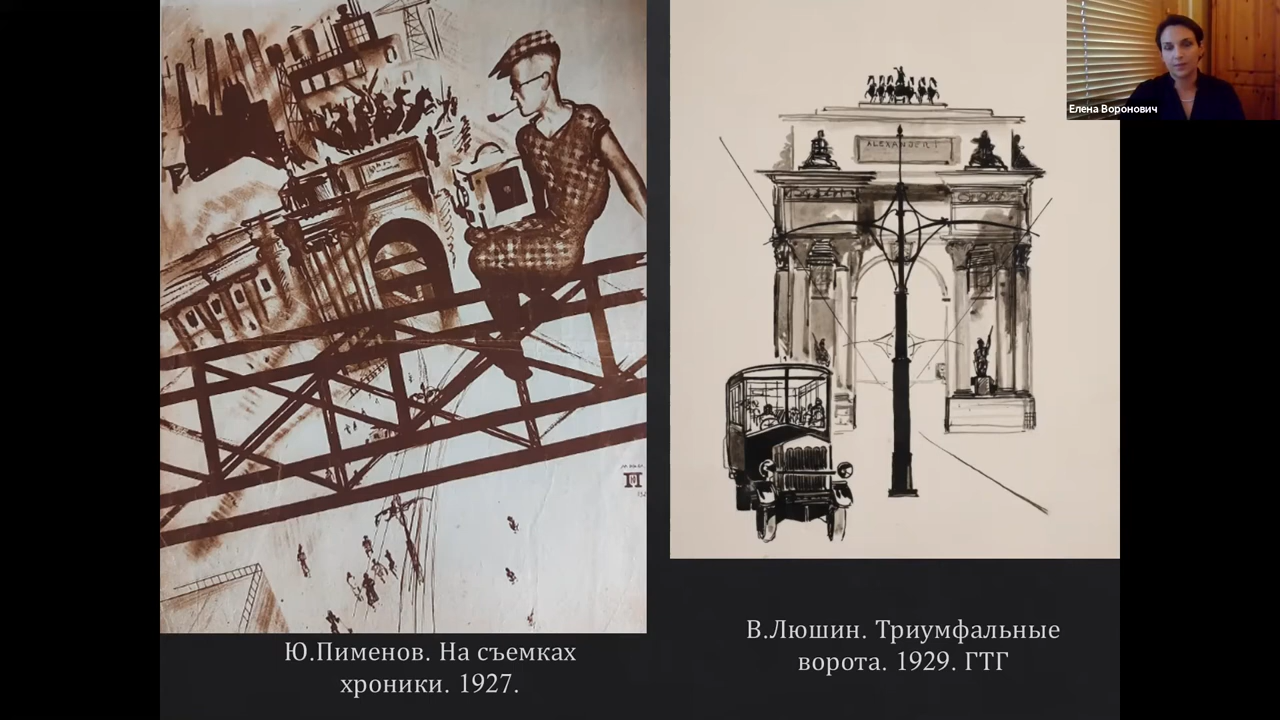 Елена Воронович
ALEXANDER I
Ю.Пименов. На съемках
хроники. 1927.
В.Люшин. Триумфальные
ворота. 1929. ГТГ